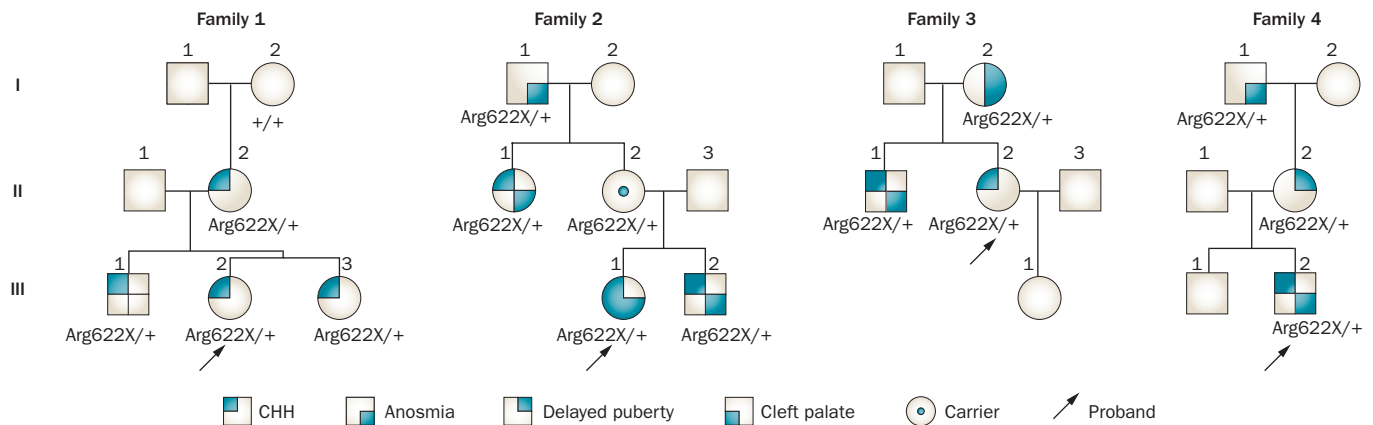 Family 1 Family 2 Family 3 Family 4
1 2 1 2 1 2 1 2
I
Arg622X/+ Arg622X/+ Arg622X/+
+/+
1 2 1 2 3 1 2 3 1 2
II
Arg622X/+ Arg622X/+ Arg622X/+ Arg622X/+ Arg622X/+ Arg622X/+
1 2 3 1 2 1 1 2
III
Arg622X/+ Arg622X/+ Arg622X/+ Arg622X/+ Arg622X/+ Arg622X/+
CHH Anosmia Delayed puberty Cleft palate Carrier Proband